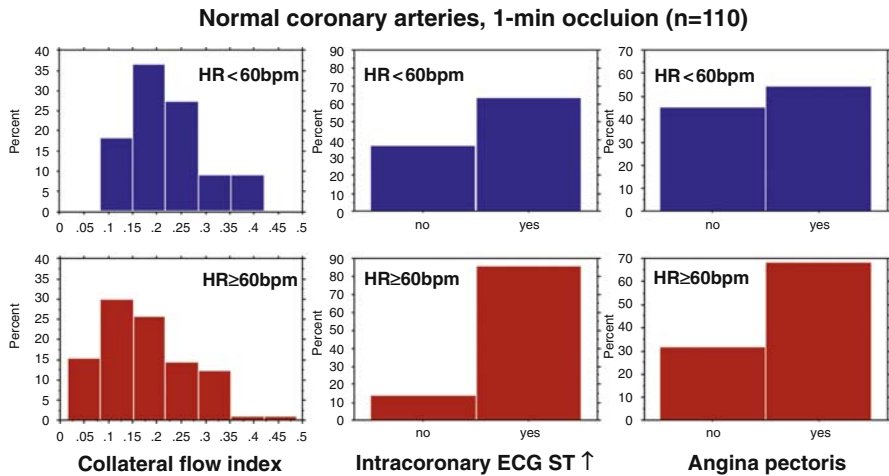 Normal coronary arteries, 1-min occluion (n=110)
40
35
30
25
20
15
10
5
0
Percent
HR<60bpm
0 .05 .1 .15 .2 .25 .3 .35 .4 .45 .5
90
80
70
60
50
40
30
20
10
0
Percent
HR<60bpm
no yes
70
60
50
40
30
20
10
0
Percent
HR<60bpm
no yes
40
35
30
25
20
15
10
5
0
Percent
HR≥60bpm
0 .05 .1 .15 .2 .25 .3 .35 .4 .45 .5
Collateral flow index
90
80
70
60
50
40
30
20
10
0
Percent
HR≥60bpm
no yes
Intracoronary ECG ST ↑
70
60
50
40
30
20
10
0
Percent
HR≥60bpm
no yes
Angina pectoris